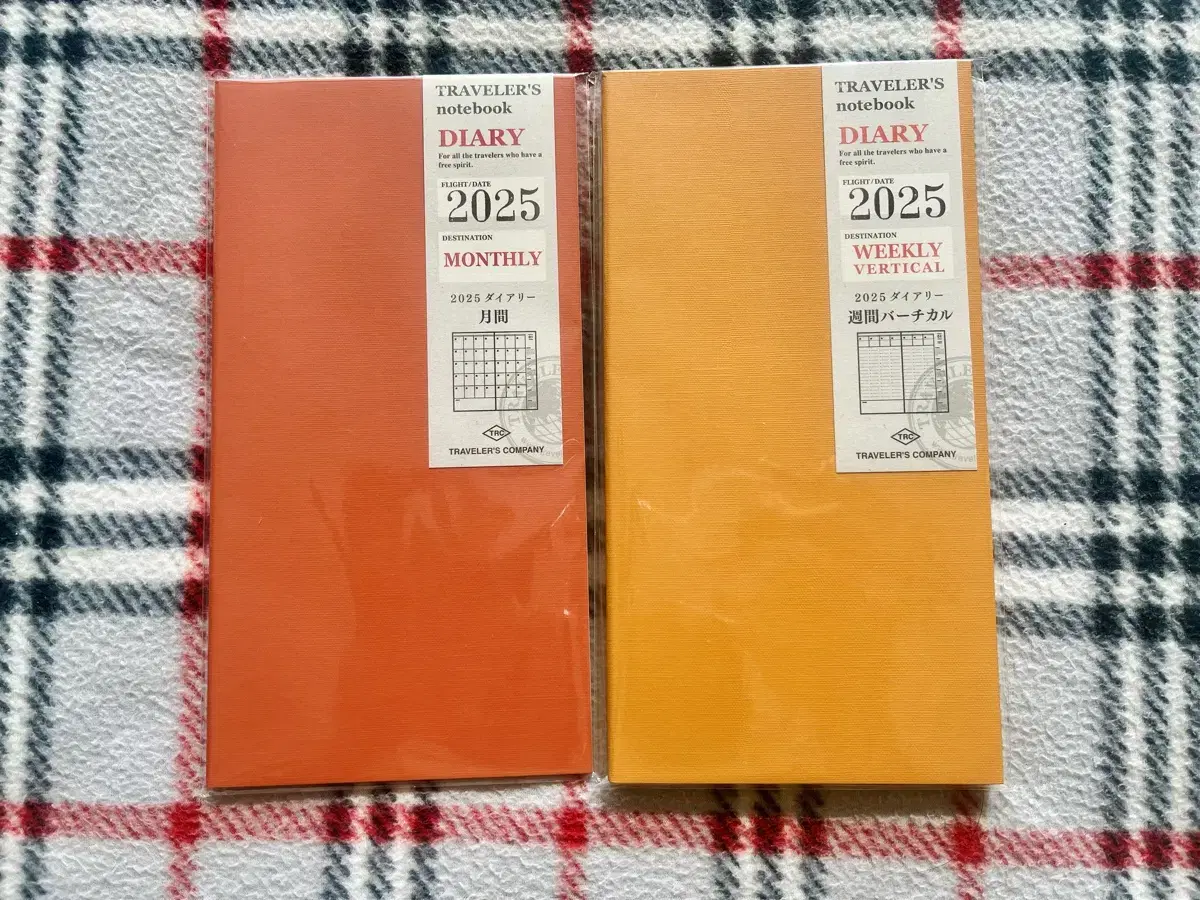 TRAVELER'S
notebook
DIARY
For all the travelers who have a
free spirit.
FLIGHT/DATE
2025
DESTINATION
MONTHLY
2025 ダイアリー
月間
TRC
TRAVELER'S COMPANY
TRAVELER'S
notebook
DIARY
For all the travelers who have a
free spirit.
FLIGHT/DATE
2025
DESTINATION
WEEKLY
VERTICAL
2025 ダイアリー
週間バーチカル
TRC
TRAVELER'S COMPANY